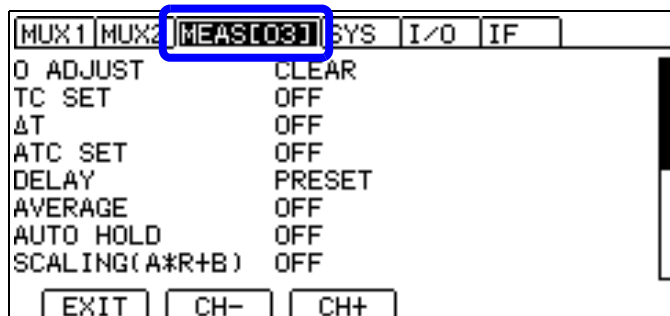 MUX1 MUX2 MEAS[03] SYS I/O IF
0 ADJUST CLEAR
TC SET OFF
ΔT OFF
ATC SET OFF
DELAY PRESET
AVERAGE OFF
AUTO HOLD OFF
SCALING(A*R+B) OFF
EXIT CH- CH+